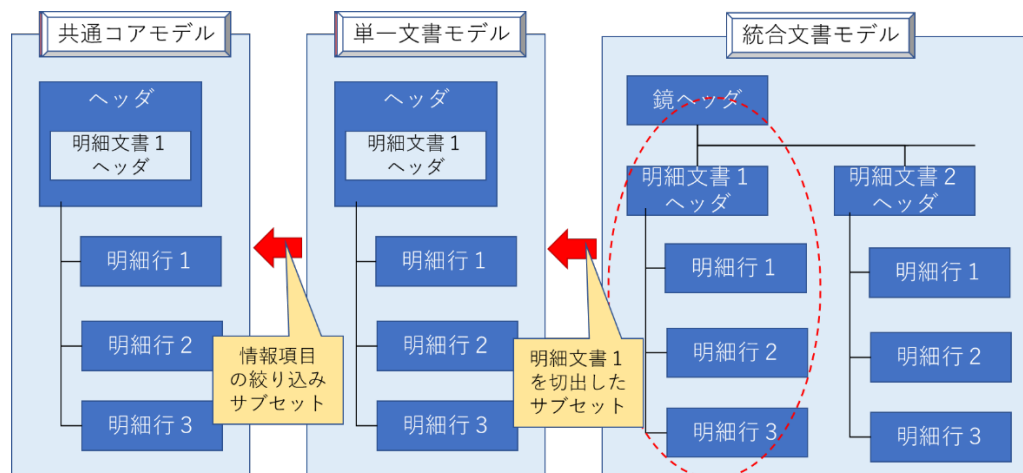 共通コアモデル
ヘッダ
明細文書1
ヘッダ
明細行1
明細行2
明細行3
情報項目
の絞り込み
サブセット
単一文書モデル
ヘッダ
明細文書1
ヘッダ
明細行1
明細行2
明細行3
明細文書1
を切出した
サブセット
統合文書モデル
鏡ヘッダ
明細文書1
ヘッダ
明細行1
明細行2
明細行3
明細文書2
ヘッダ
明細行1
明細行2
明細行3